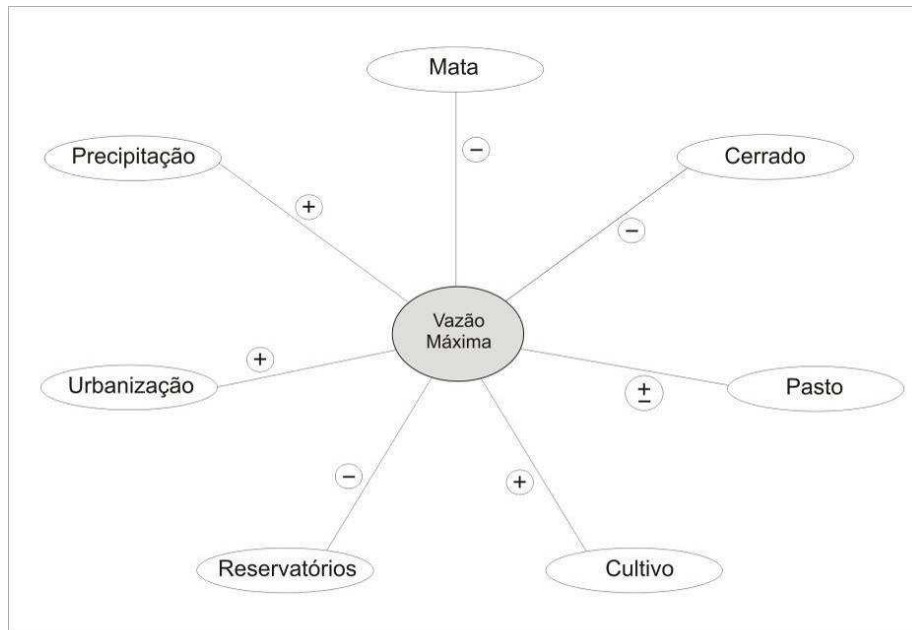 Mata
−
Precipitação
Cerrado
+
−
Vazão
Máxima
+
Urbanização
Pasto
±
−
+
Reservatórios
Cultivo